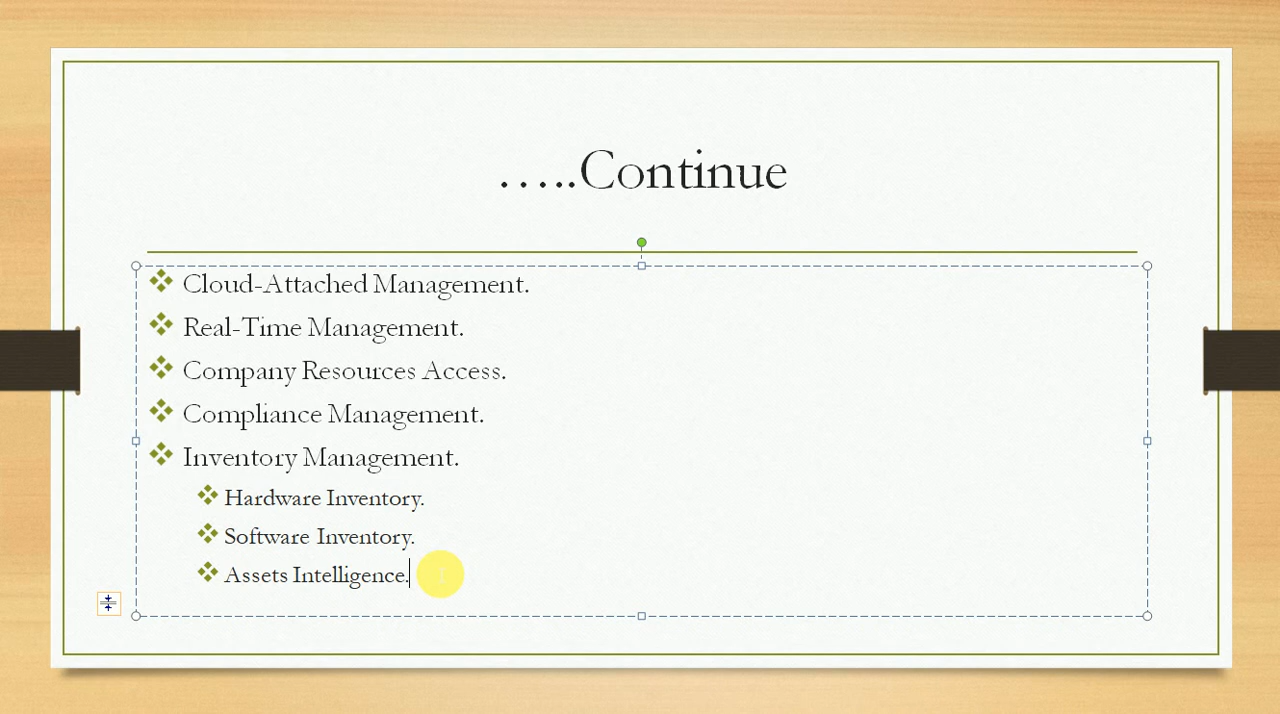 …..Continue
Cloud-Attached Management.
Real-Time Management.
Company Resources Access.
Compliance Management.
Inventory Management.
Hardware Inventory.
Software Inventory.
Assets Intelligence.